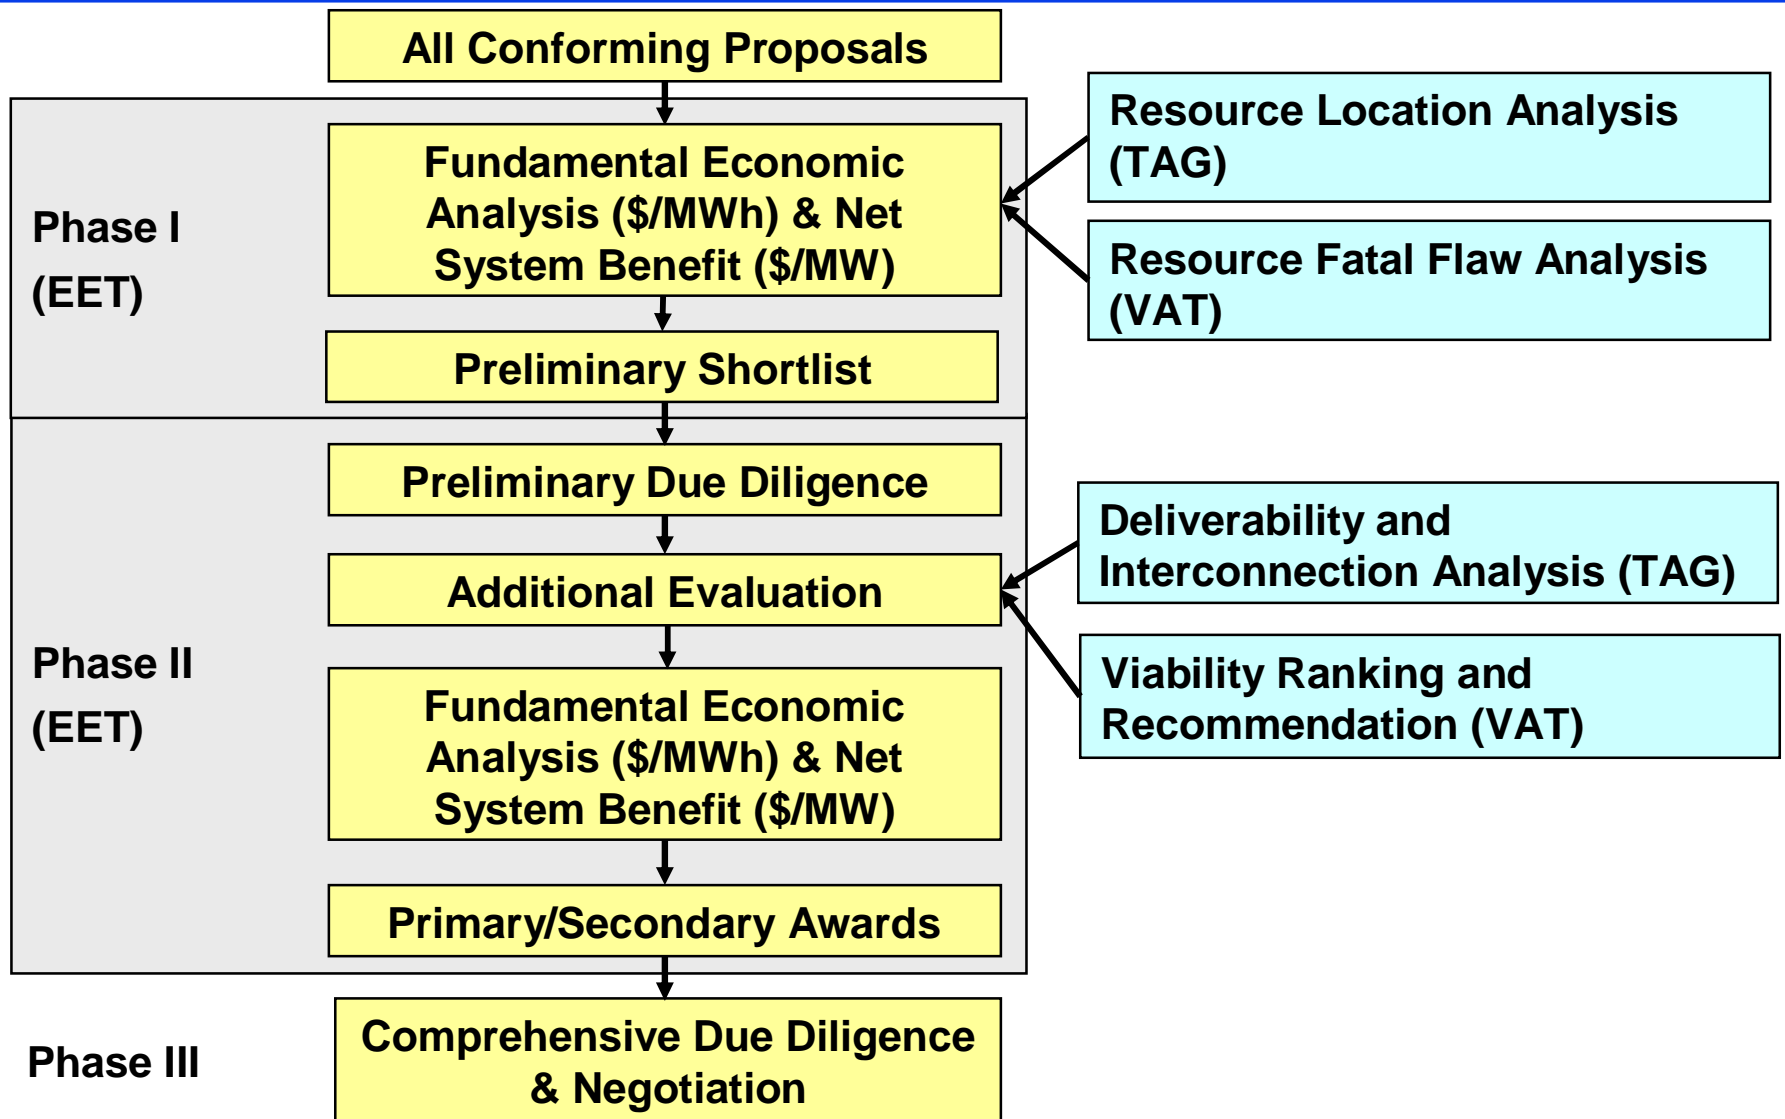 All Conforming Proposals
Phase I
(EET)
Fundamental Economic
Analysis ($/MWh) & Net
System Benefit ($/MW)
Resource Location Analysis
(TAG)
Resource Fatal Flaw Analysis
(VAT)
Preliminary Shortlist
Phase II
(EET)
Preliminary Due Diligence
Additional Evaluation
Deliverability and
Interconnection Analysis (TAG)
Viability Ranking and
Recommendation (VAT)
Fundamental Economic
Analysis ($/MWh) & Net
System Benefit ($/MW)
Primary/Secondary Awards
Phase III
Comprehensive Due Diligence
& Negotiation